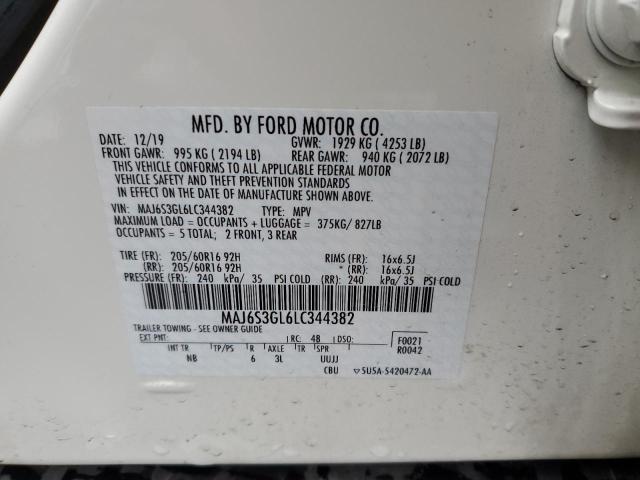 MFD. BY FORD MOTOR CO.
DATE: 12/19 GVWR: 1929 KG (4253 LB)
FRONT GAWR: 995 KG (2194 LB) REAR GAWR: 940 KG (2072 LB)
THIS VEHICLE CONFORMS TO ALL APPLICABLE FEDERAL MOTOR
VEHICLE SAFETY AND THEFT PREVENTION STANDARDS
IN EFFECT ON THE DATE OF MANUFACTURE SHOWN ABOVE.
VIN: MAJ6S3GL6LC344382 TYPE: MPV
MAXIMUM LOAD = OCCUPANTS + LUGGAGE = 375KG/ 827LB
OCCUPANTS = 5 TOTAL; 2 FRONT, 3 REAR
TIRE (FR): 205/60R16 92H RIMS (FR): 16x6.5J
(RR): 205/60R16 92H " (RR): 16x6.5J
PRESSURE (FR): 240 kPa/ 35 PSI COLD (RR): 240 kPa/ 35 PSI COLD
MAJ6S3GL6LC344382
TRAILER TOWING - SEE OWNER GUIDE
EXT PNT: RC: 48 DSO: F0021
R0042
INT TR TP/PS R AXLE TR SPR
NB 6 3L UUJJ
CBU 5U5A-S420472-AA